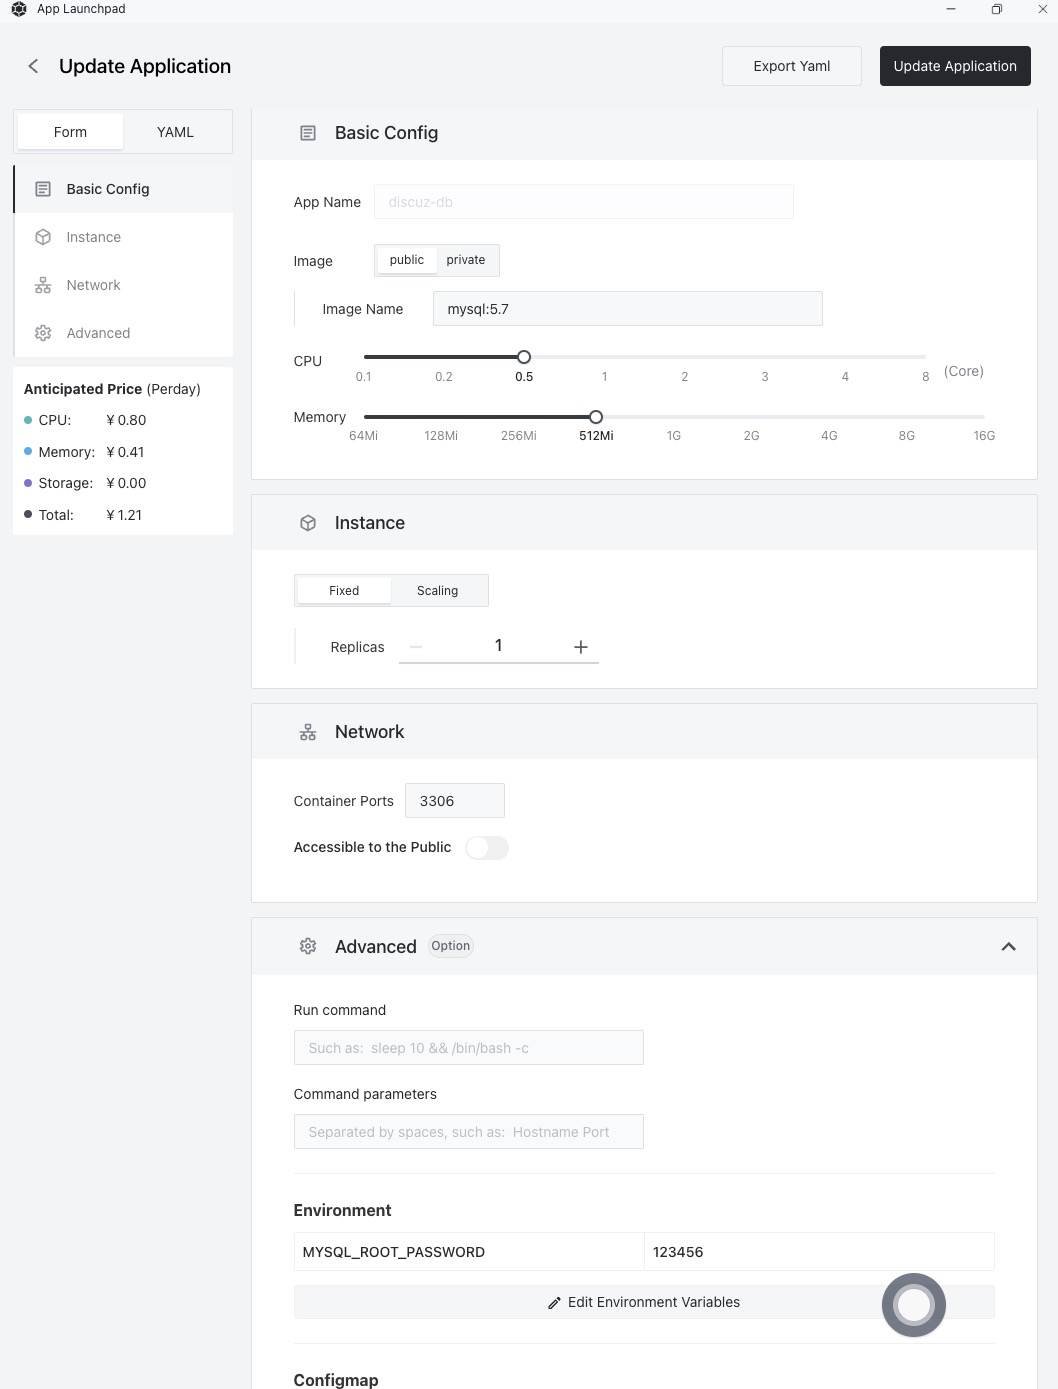 App Launchpad
Update Application
Export Yaml
Update Application
Form
YAML
Basic Config
Instance
Network
Advanced
Anticipated Price (Perday)
CPU: ¥ 0.80
Memory: ¥ 0.41
Storage: ¥ 0.00
Total: ¥ 1.21
Basic Config
App Name discuz-db
Image public private
Image Name mysql:5.7
CPU
0.1 0.2 0.5 1 2 3 4 8 (Core)
Memory
64Mi 128Mi 256Mi 512Mi 1G 2G 4G 8G 16G
Instance
Fixed Scaling
Replicas 1
Network
Container Ports 3306
Accessible to the Public
Advanced Option
Run command
Such as: sleep 10 && /bin/bash -c
Command parameters
Separated by spaces, such as: Hostname Port
Environment
MYSQL_ROOT_PASSWORD 123456
Edit Environment Variables
Configmap